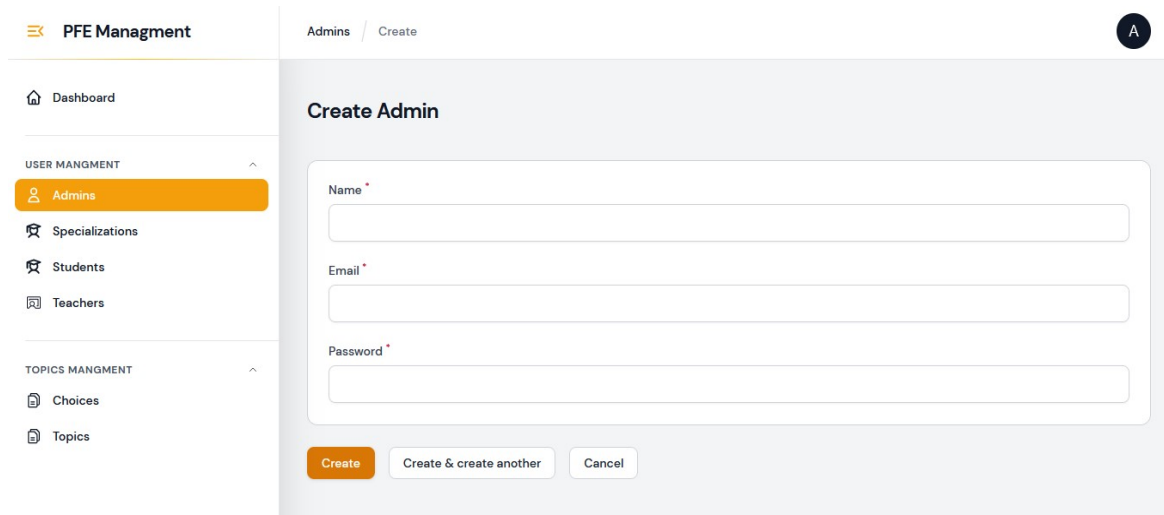 PFE Managment
Admins / Create
A
Dashboard
USER MANGMENT
Admins
Specializations
Students
Teachers
TOPICS MANGMENT
Choices
Topics
Create Admin
Name *
Email *
Password *
Create
Create & create another
Cancel